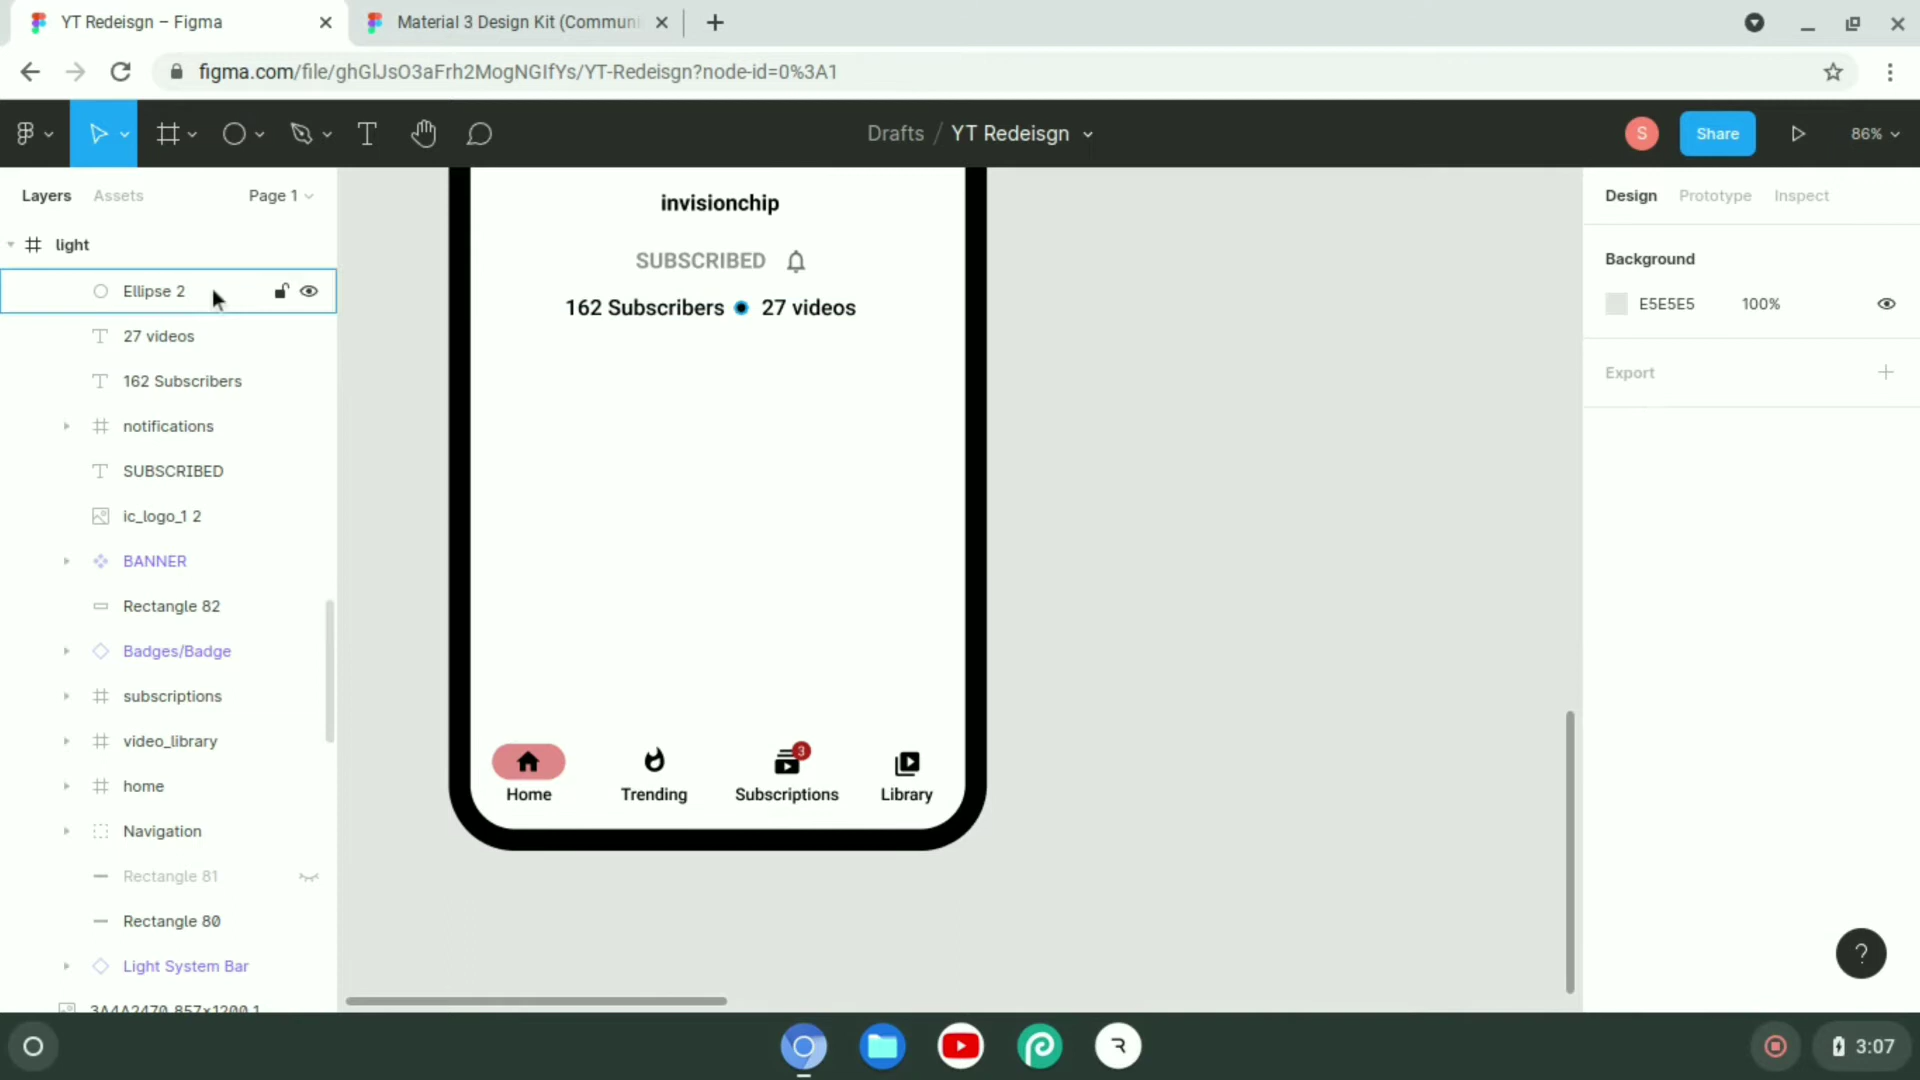 YT Redeisgn – Figma
Material 3 Design Kit (Communi
figma.com/file/ghGlJsO3aFrh2MogNGIfYs/YT-Redeisgn?node-id=0%3A1
Drafts / YT Redeisgn
S
Share
86%
Layers
Assets
Page 1
light
Ellipse 2
27 videos
162 Subscribers
notifications
SUBSCRIBED
ic_logo_1 2
BANNER
Rectangle 82
Badges/Badge
subscriptions
video_library
home
Navigation
Rectangle 81
Rectangle 80
Light System Bar
3A4A2470 857x1200 1
invisionchip
SUBSCRIBED
162 Subscribers
27 videos
3
Home
Trending
Subscriptions
Library
Design
Prototype
Inspect
Background
E5E5E5
100%
Export
?
3:07